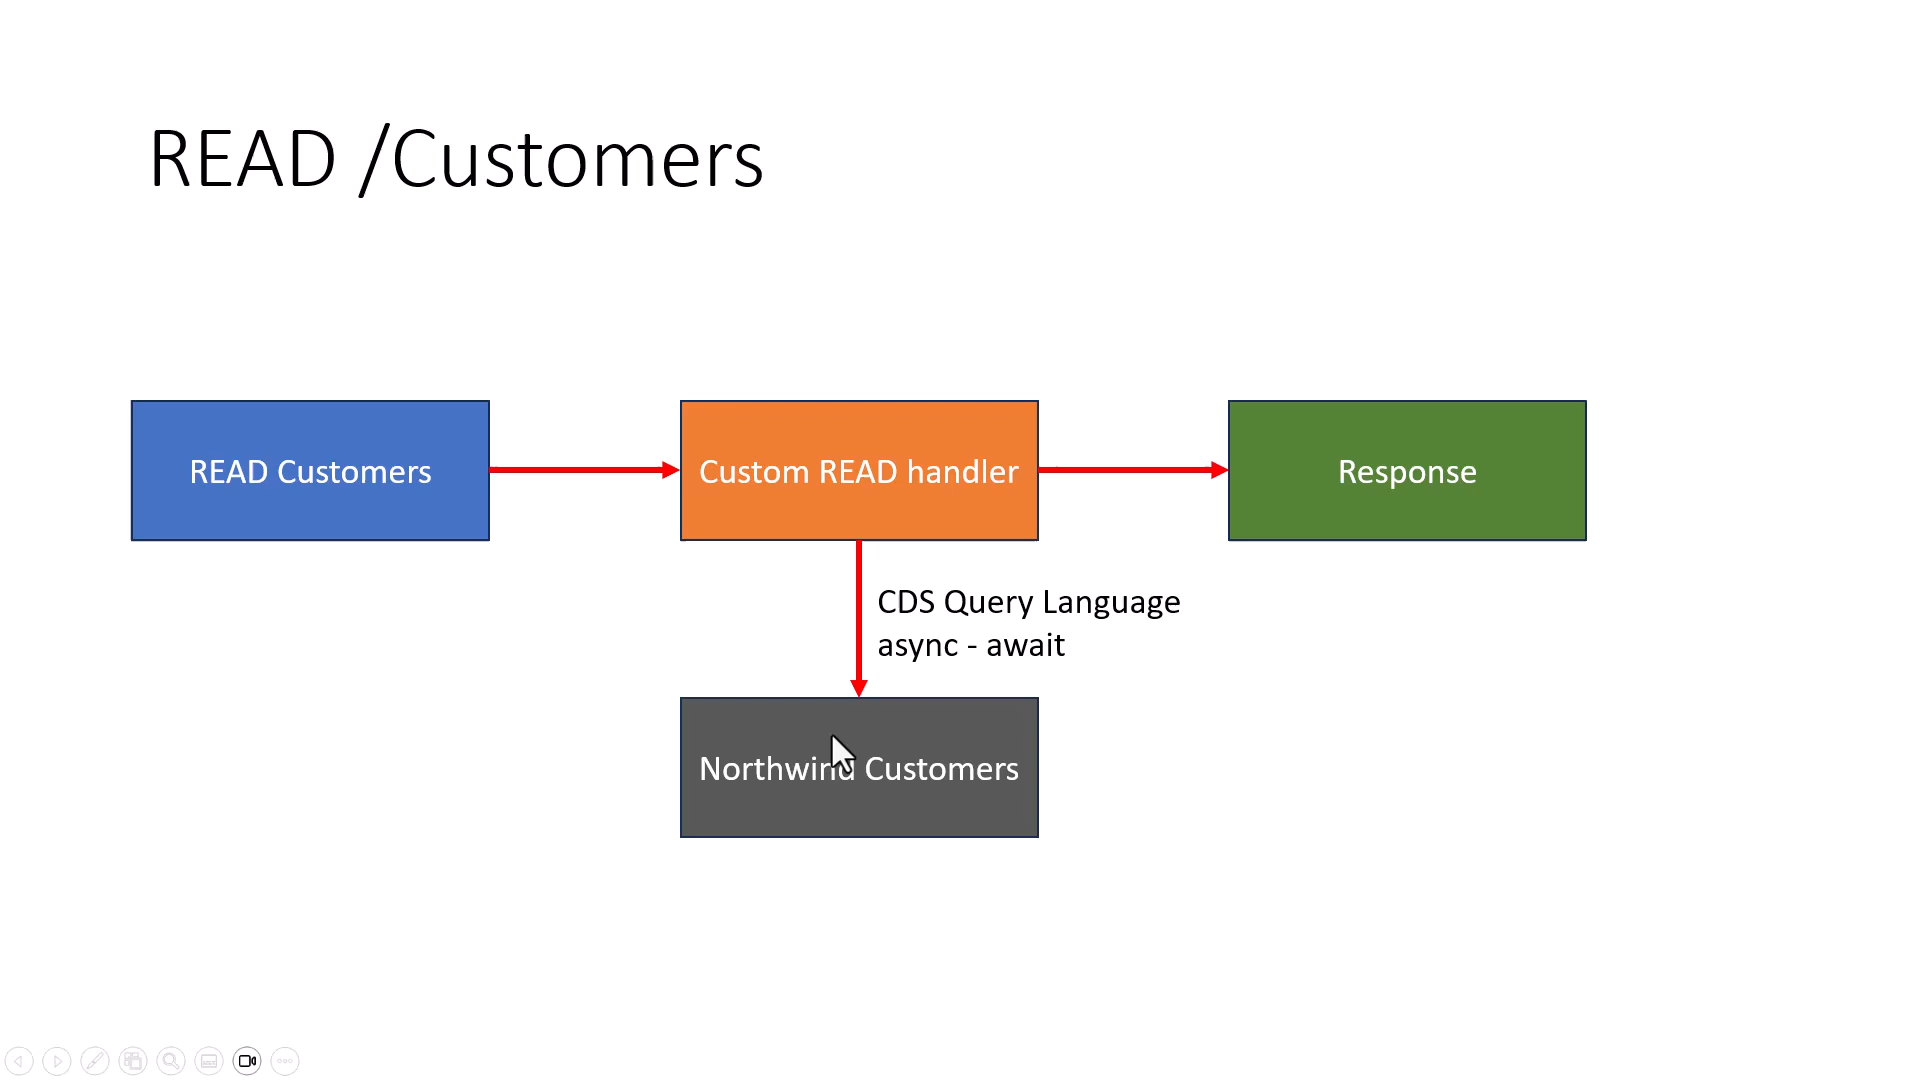 READ /Customers
READ Customers
Custom READ handler
Response
CDS Query Language
async - await
Northwind Customers